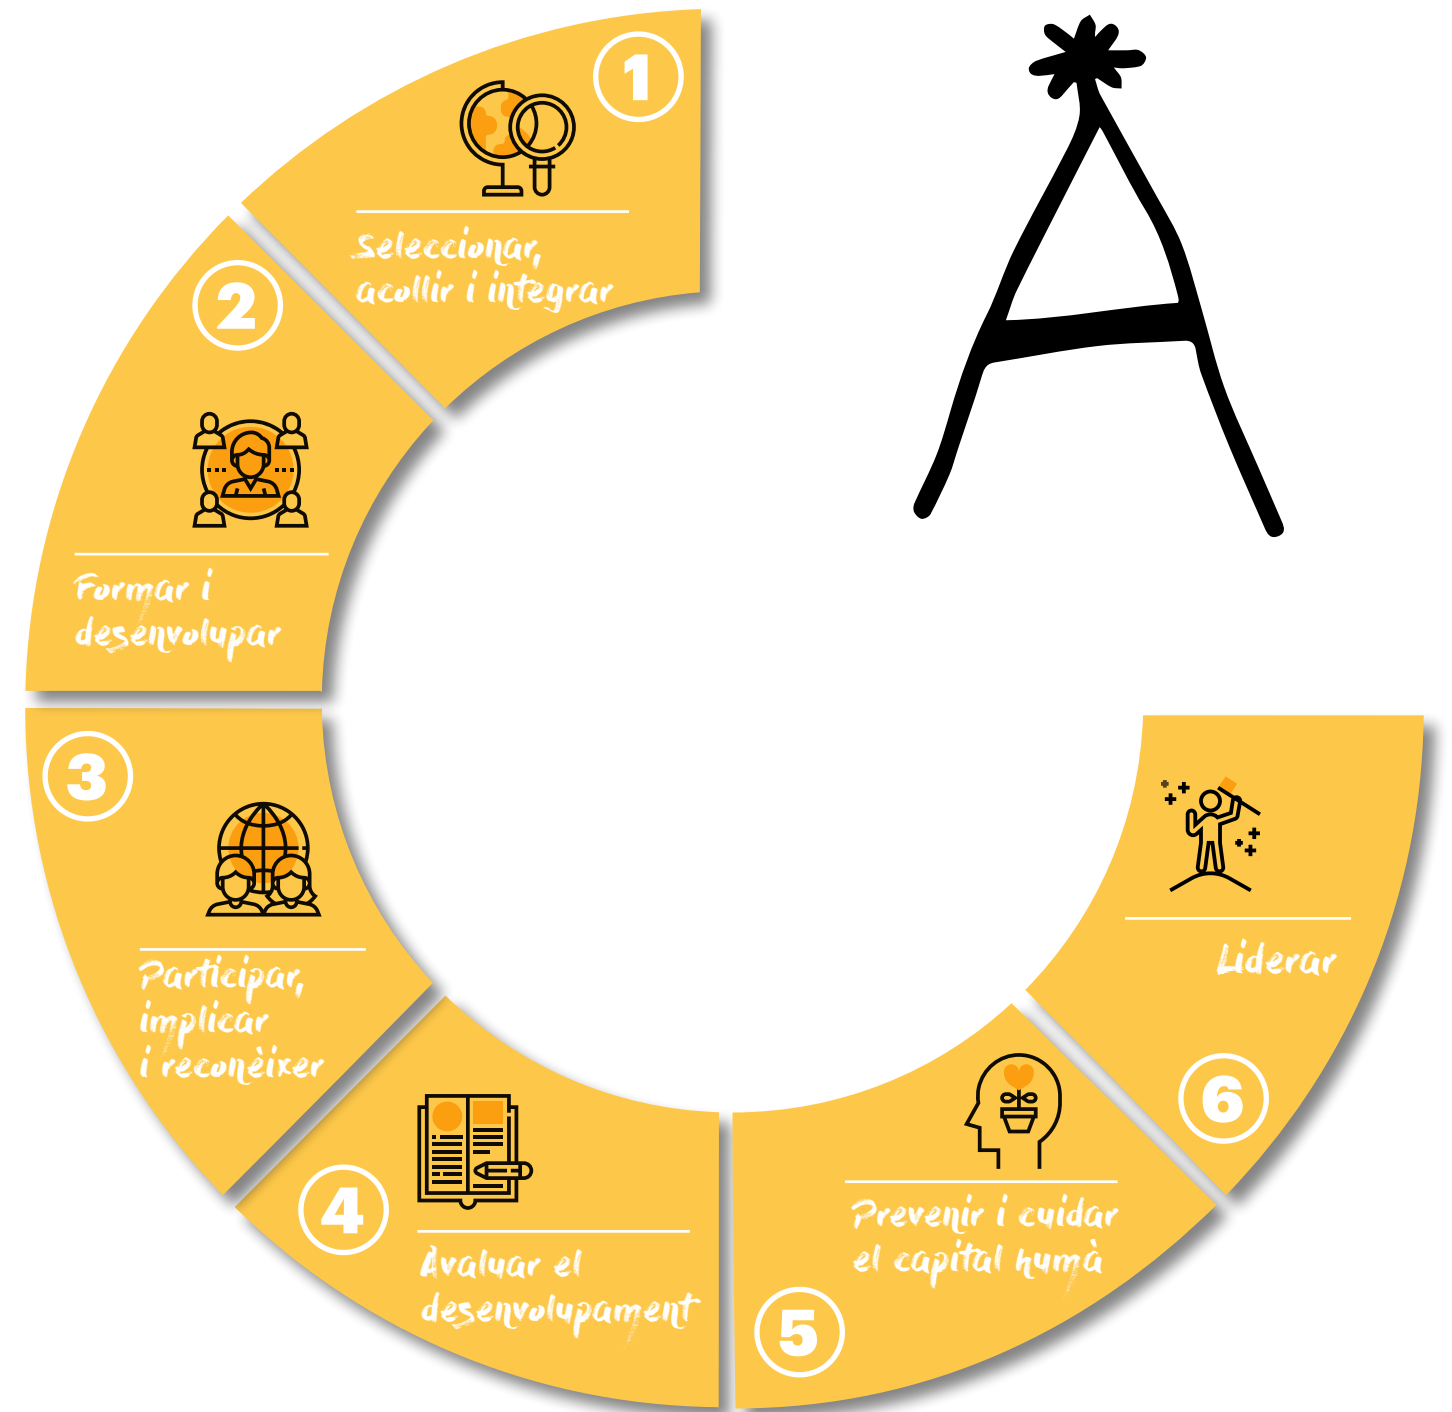 1
Seleccionar,
acollir i integrar
2
Formar i
desenvolupar
3
Participar,
implicar
i reconèixer
4
Avaluar el
desenvolupament
5
Prevenir i cuidar
el capital humà
6
Liderar
A